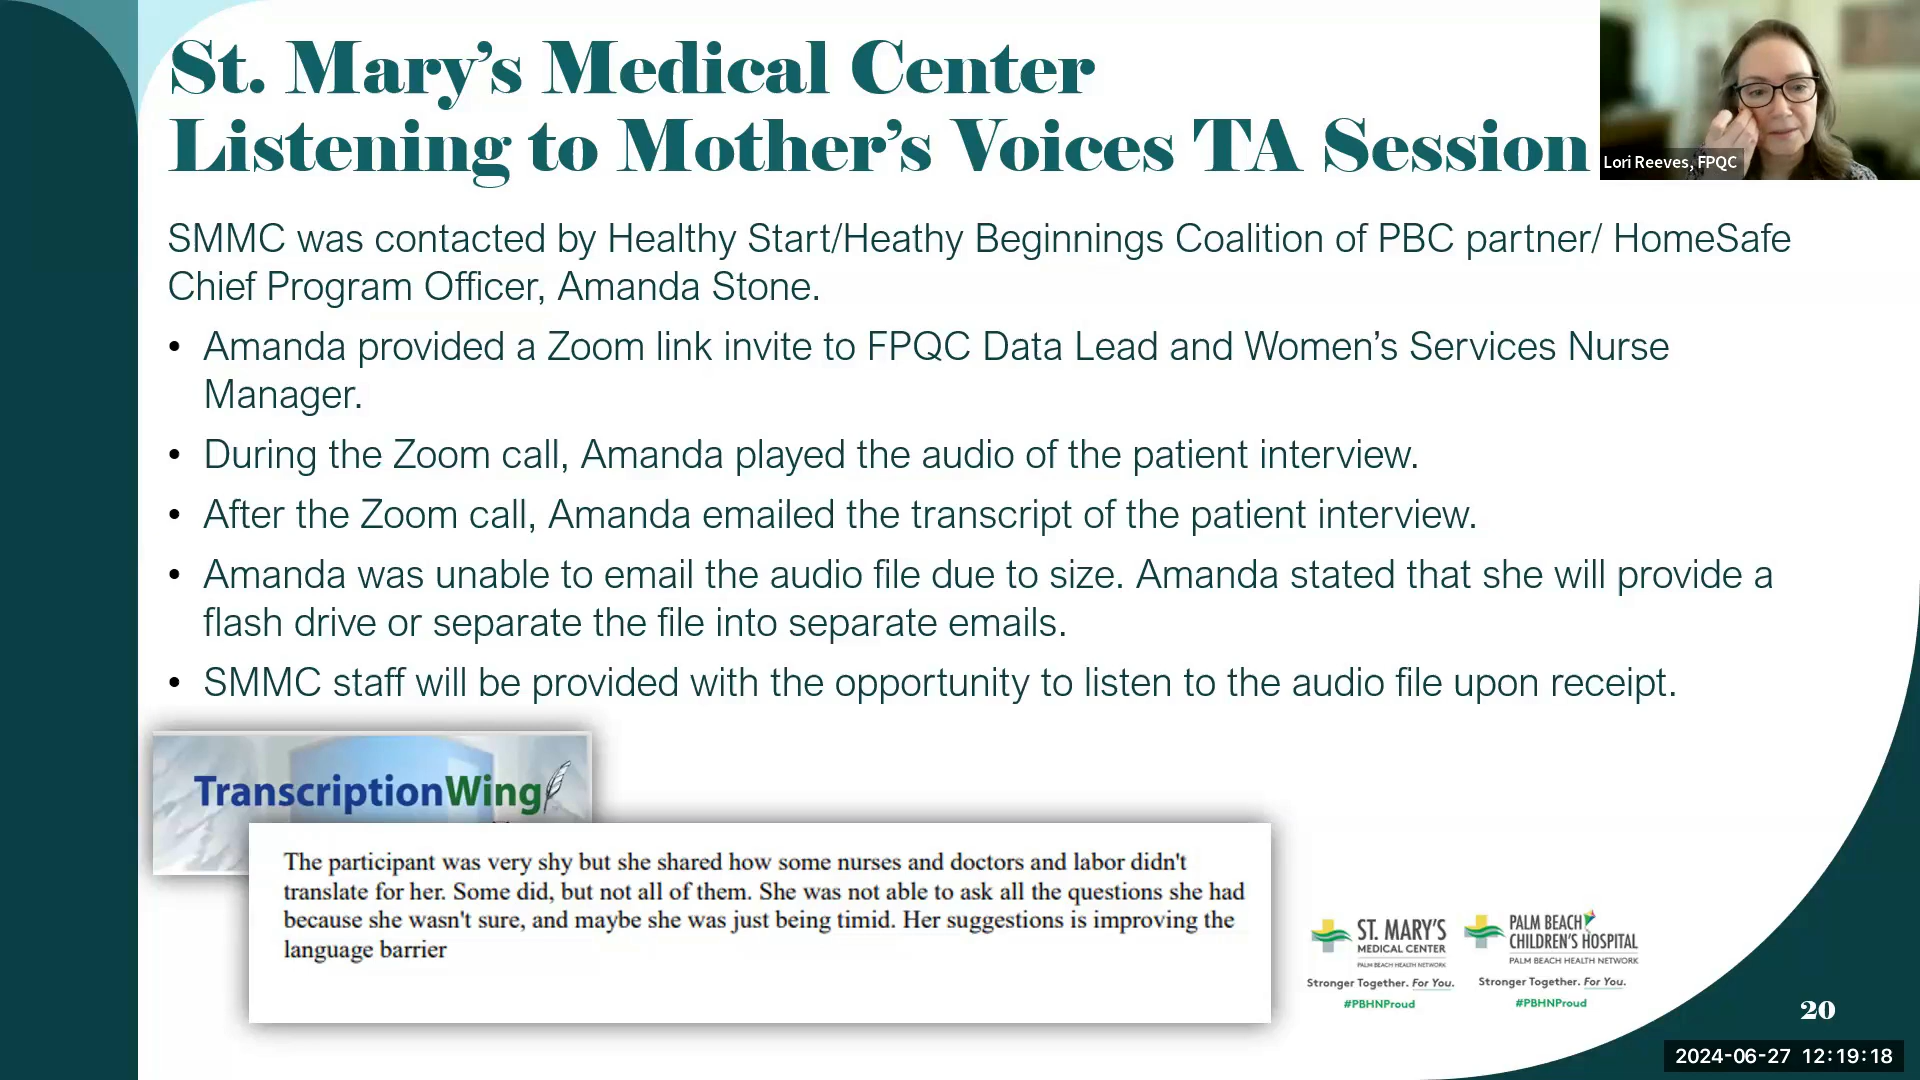 St. Mary’s Medical Center
Listening to Mother’s Voices TA Session
Lori Reeves, FPQC
SMMC was contacted by Healthy Start/Heathy Beginnings Coalition of PBC partner/ HomeSafe
Chief Program Officer, Amanda Stone.
• Amanda provided a Zoom link invite to FPQC Data Lead and Women’s Services Nurse
Manager.
• During the Zoom call, Amanda played the audio of the patient interview.
• After the Zoom call, Amanda emailed the transcript of the patient interview.
• Amanda was unable to email the audio file due to size. Amanda stated that she will provide a
flash drive or separate the file into separate emails.
• SMMC staff will be provided with the opportunity to listen to the audio file upon receipt.
TranscriptionWing
The participant was very shy but she shared how some nurses and doctors and labor didn't
translate for her. Some did, but not all of them. She was not able to ask all the questions she had
because she wasn't sure, and maybe she was just being timid. Her suggestions is improving the
language barrier
ST. MARY'S
MEDICAL CENTER
PALM BEACH HEALTH NETWORK
Stronger Together. For You.
#PBHNProud
PALM BEACH
CHILDREN'S HOSPITAL
PALM BEACH HEALTH NETWORK
Stronger Together. For You.
#PBHNProud
20
2024-06-27 12:19:18